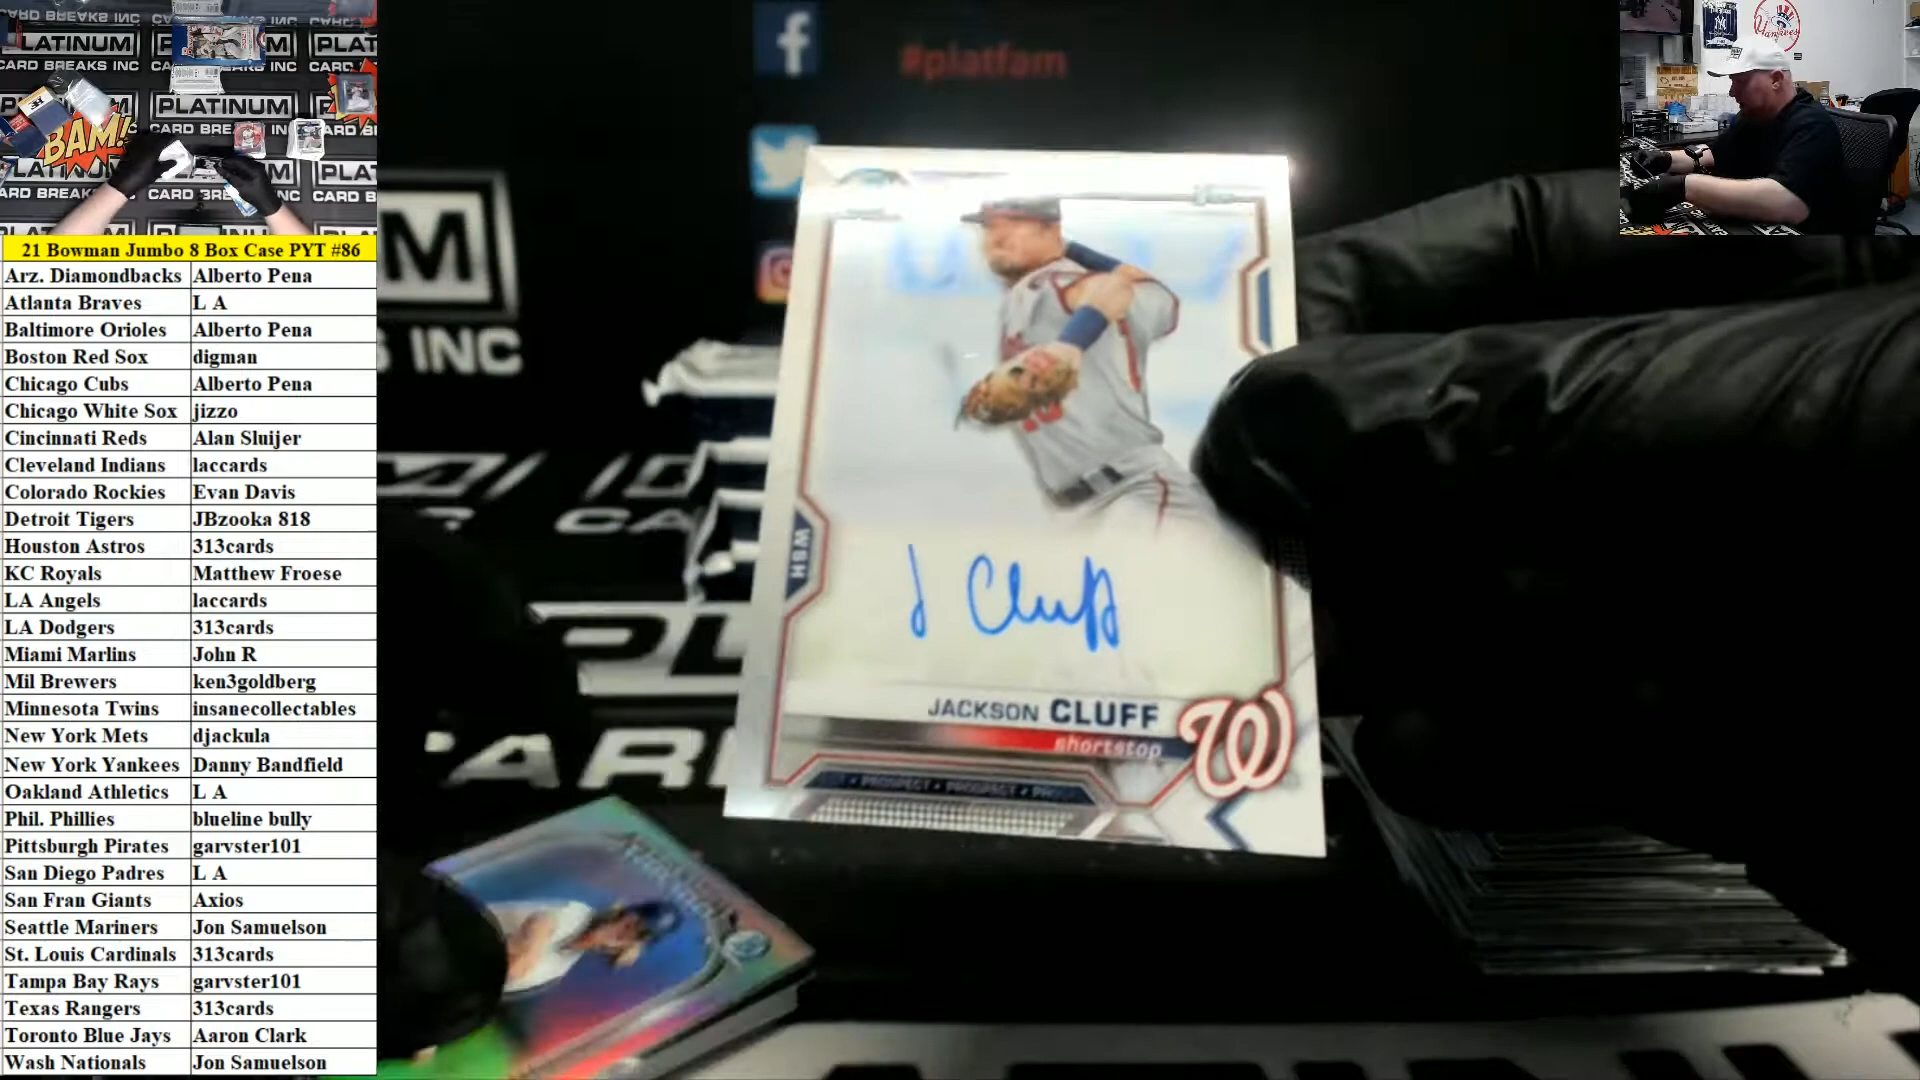 21 Bowman Jumbo 8 Box Case PYT #86
Arz. Diamondbacks Alberto Pena
Atlanta Braves L A
Baltimore Orioles Alberto Pena
Boston Red Sox digman
Chicago Cubs Alberto Pena
Chicago White Sox jizzo
Cincinnati Reds Alan Sluijer
Cleveland Indians laccards
Colorado Rockies Evan Davis
Detroit Tigers JBzooka 818
Houston Astros 313cards
KC Royals Matthew Froese
LA Angels laccards
LA Dodgers 313cards
Miami Marlins John R
Mil Brewers ken3goldberg
Minnesota Twins insanecollectables
New York Mets djackula
New York Yankees Danny Bandfield
Oakland Athletics L A
Phil. Phillies blueline bully
Pittsburgh Pirates garvster101
San Diego Padres L A
San Fran Giants Axios
Seattle Mariners Jon Samuelson
St. Louis Cardinals 313cards
Tampa Bay Rays garvster101
Texas Rangers 313cards
Toronto Blue Jays Aaron Clark
Wash Nationals Jon Samuelson
#platfam
WSH
J Cluff
JACKSON CLUFF
shortstop
W
PROSPECT • PROSPECT
INC
PLATINUM
CARD BREAKS INC
BAM!
Yankees